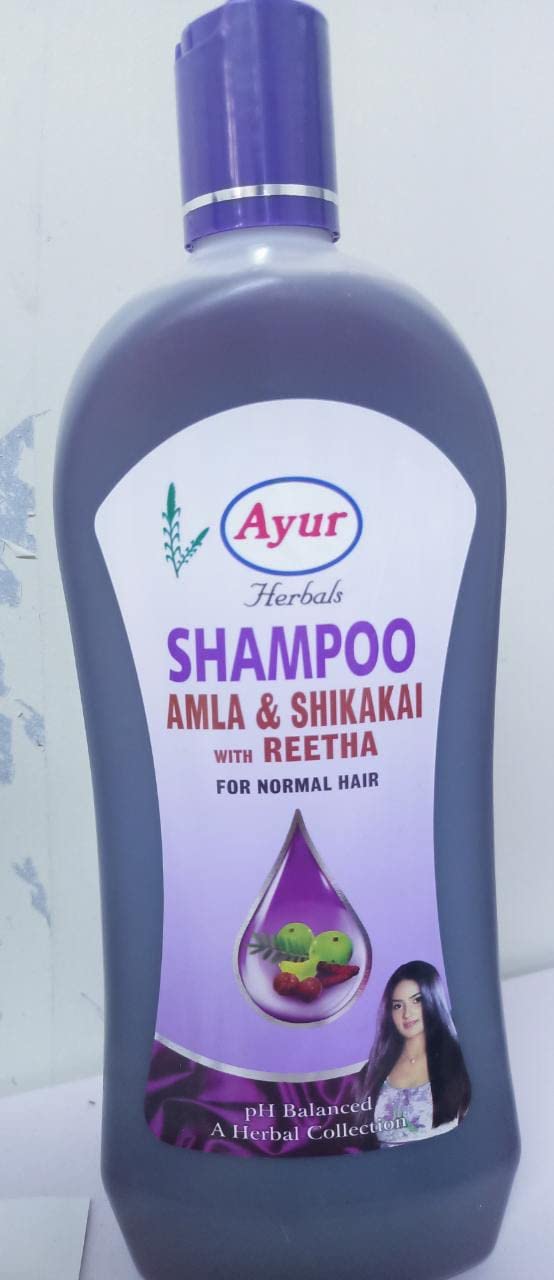 Ayur
Herbals
SHAMPOO
AMLA & SHIKAKAI
WITH REETHA
FOR NORMAL HAIR
pH Balanced
A Herbal Collection